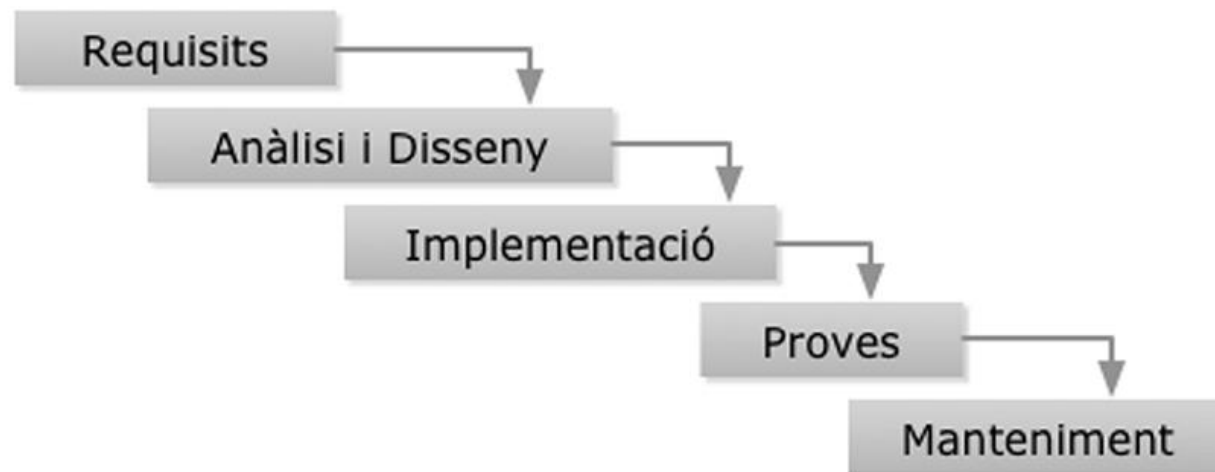 Requisits
Anàlisi i Disseny
Implementació
Proves
Manteniment